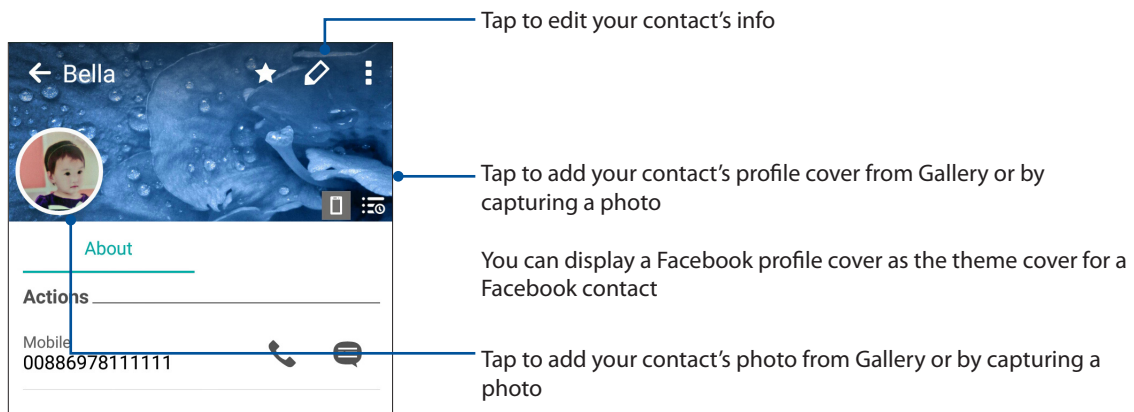 Tap to edit your contact's info
Bella
Tap to add your contact's profile cover from Gallery or by
capturing a photo
About
You can display a Facebook profile cover as the theme cover for a
Facebook contact
Actions
Mobile
00886978111111
Tap to add your contact's photo from Gallery or by capturing a
photo